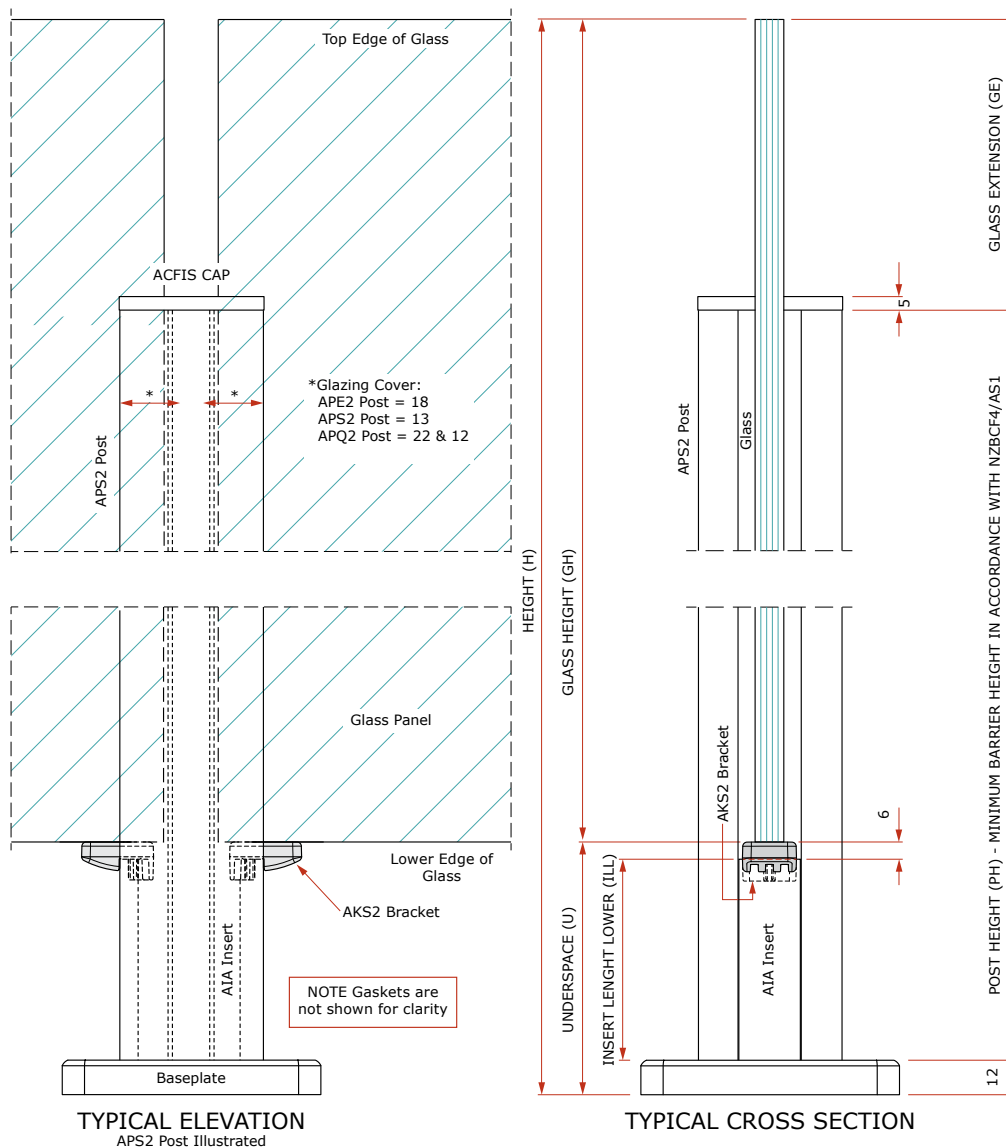 Top Edge of Glass
ACFIS CAP
*
*
*Glazing Cover:
APE2 Post = 18
APS2 Post = 13
APQ2 Post = 22 & 12
APS2 Post
Glass Panel
Lower Edge of
Glass
AKS2 Bracket
AIA Insert
NOTE Gaskets are
not shown for clarity
Baseplate
TYPICAL ELEVATION
APS2 Post Illustrated
HEIGHT (H)
GLASS HEIGHT (GH)
UNDERSPACE (U)
INSERT LENGHT LOWER (ILL)
APS2 Post
Glass
AKS2 Bracket
AIA Insert
GLASS EXTENSION (GE)
5
6
POST HEIGHT (PH) - MINIMUM BARRIER HEIGHT IN ACCORDANCE WITH NZBCF4/AS1
12
TYPICAL CROSS SECTION